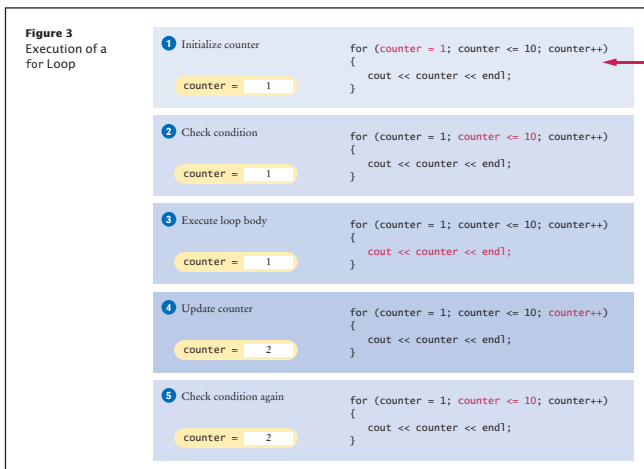 Figure 3
Execution of a
for Loop
1 Initialize counter
counter = 1
for (counter = 1; counter <= 10; counter++)
{
cout << counter << endl;
}
2 Check condition
counter = 1
for (counter = 1; counter <= 10; counter++)
{
cout << counter << endl;
}
3 Execute loop body
counter = 1
for (counter = 1; counter <= 10; counter++)
{
cout << counter << endl;
}
4 Update counter
counter = 2
for (counter = 1; counter <= 10; counter++)
{
cout << counter << endl;
}
5 Check condition again
counter = 2
for (counter = 1; counter <= 10; counter++)
{
cout << counter << endl;
}